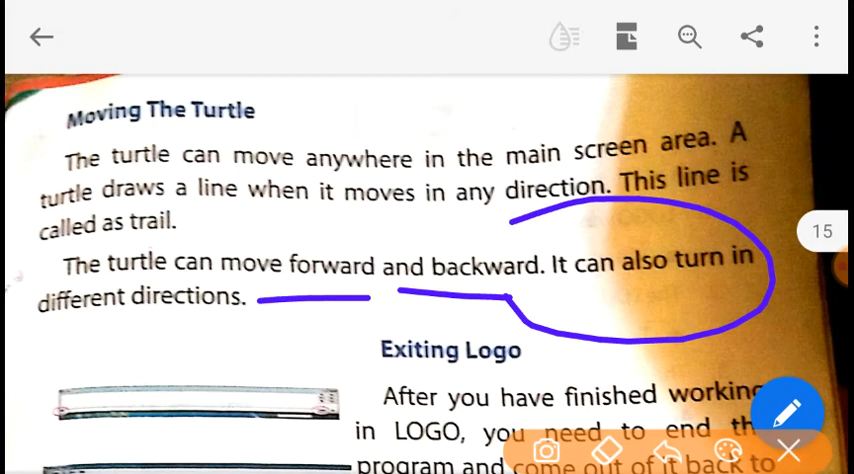 Moving The Turtle
The turtle can move anywhere in the main screen area. A
turtle draws a line when it moves in any direction. This line is
called as trail.
15
The turtle can move forward and backward. It can also turn in
different directions.
Exiting Logo
After you have finished working
in LOGO, you need to end th
program and come out of it back to